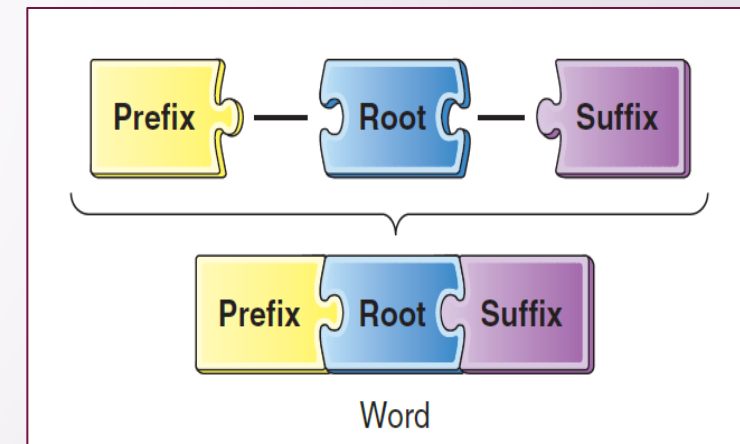 Prefix — Root — Suffix
Prefix Root Suffix
Word